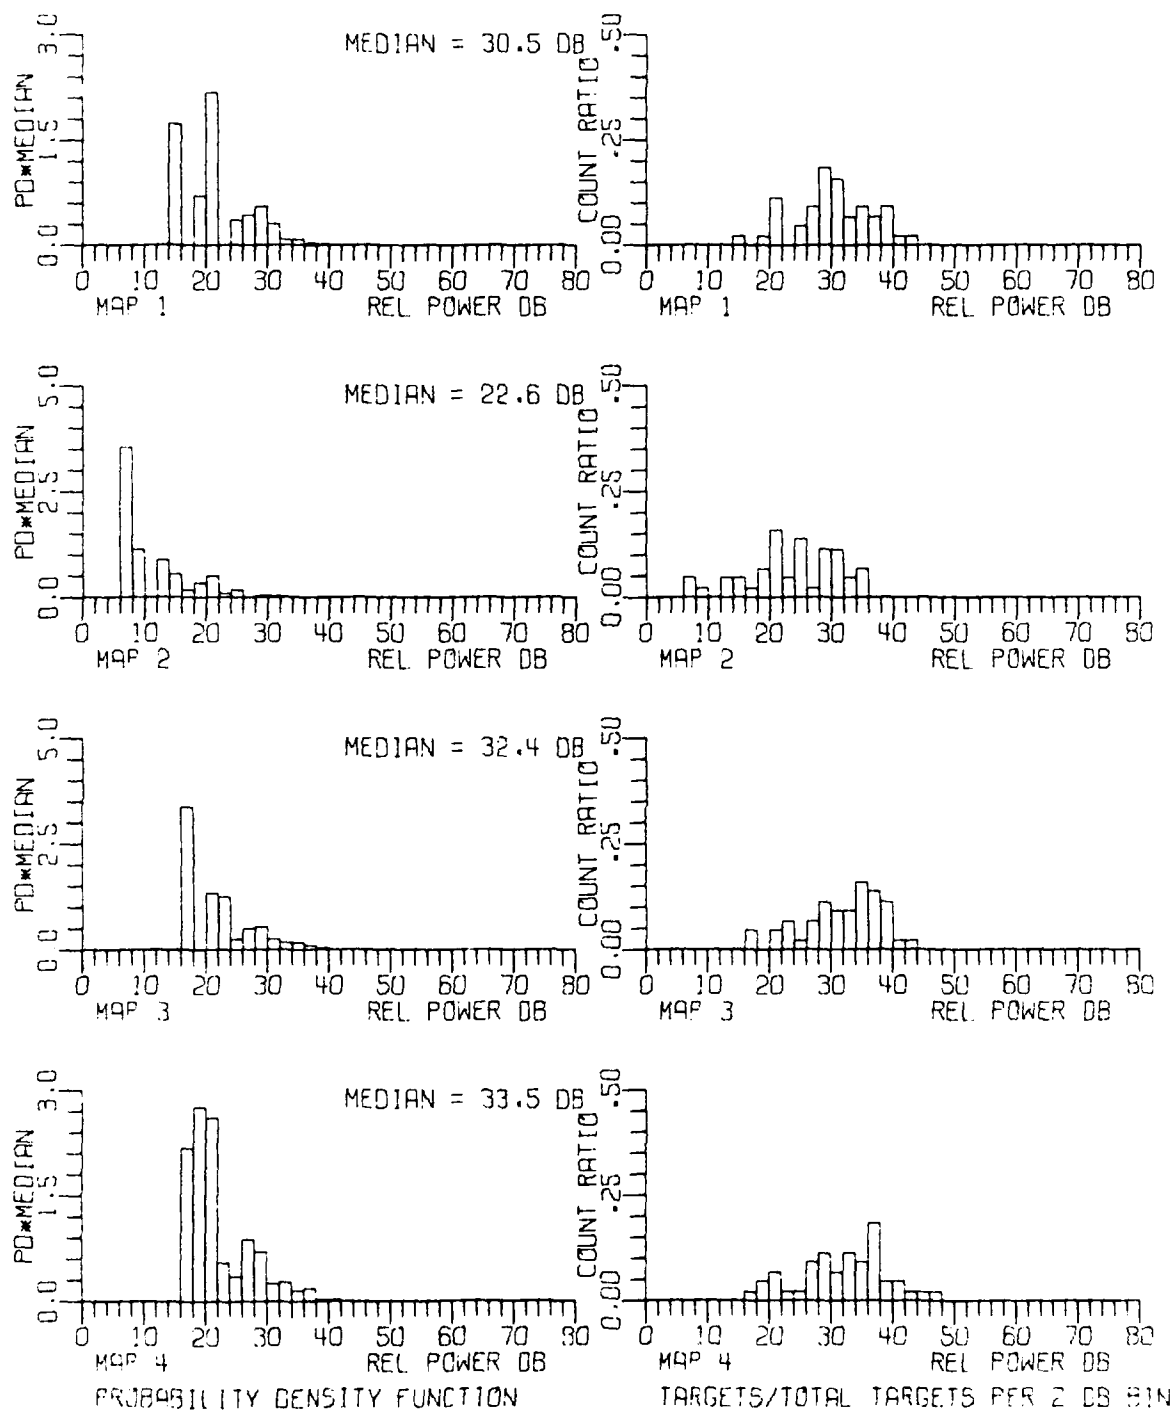 MEDIAN = 30.5 DB
PD*MEDIAN
0.0 1.5 3.0
0 10 20 30 40 50 60 70 80
MAP 1 REL POWER DB
COUNT RATIO
0.00 .25 .50
0 10 20 30 40 50 60 70 80
MAP 1 REL POWER DB
MEDIAN = 22.6 DB
PD*MEDIAN
0.0 2.5 5.0
0 10 20 30 40 50 60 70 80
MAP 2 REL POWER DB
COUNT RATIO
0.00 .25 .50
0 10 20 30 40 50 60 70 80
MAP 2 REL POWER DB
MEDIAN = 32.4 DB
PD*MEDIAN
0.0 2.5 5.0
0 10 20 30 40 50 60 70 80
MAP 3 REL POWER DB
COUNT RATIO
0.00 .25 .50
0 10 20 30 40 50 60 70 80
MAP 3 REL POWER DB
MEDIAN = 33.5 DB
PD*MEDIAN
0.0 1.5 3.0
0 10 20 30 40 50 60 70 80
MAP 4 REL POWER DB
COUNT RATIO
0.00 .25 .50
0 10 20 30 40 50 60 70 80
MAP 4 REL POWER DB
PROBABILITY DENSITY FUNCTION
TARGETS/TOTAL TARGETS PER 2 DB BIN